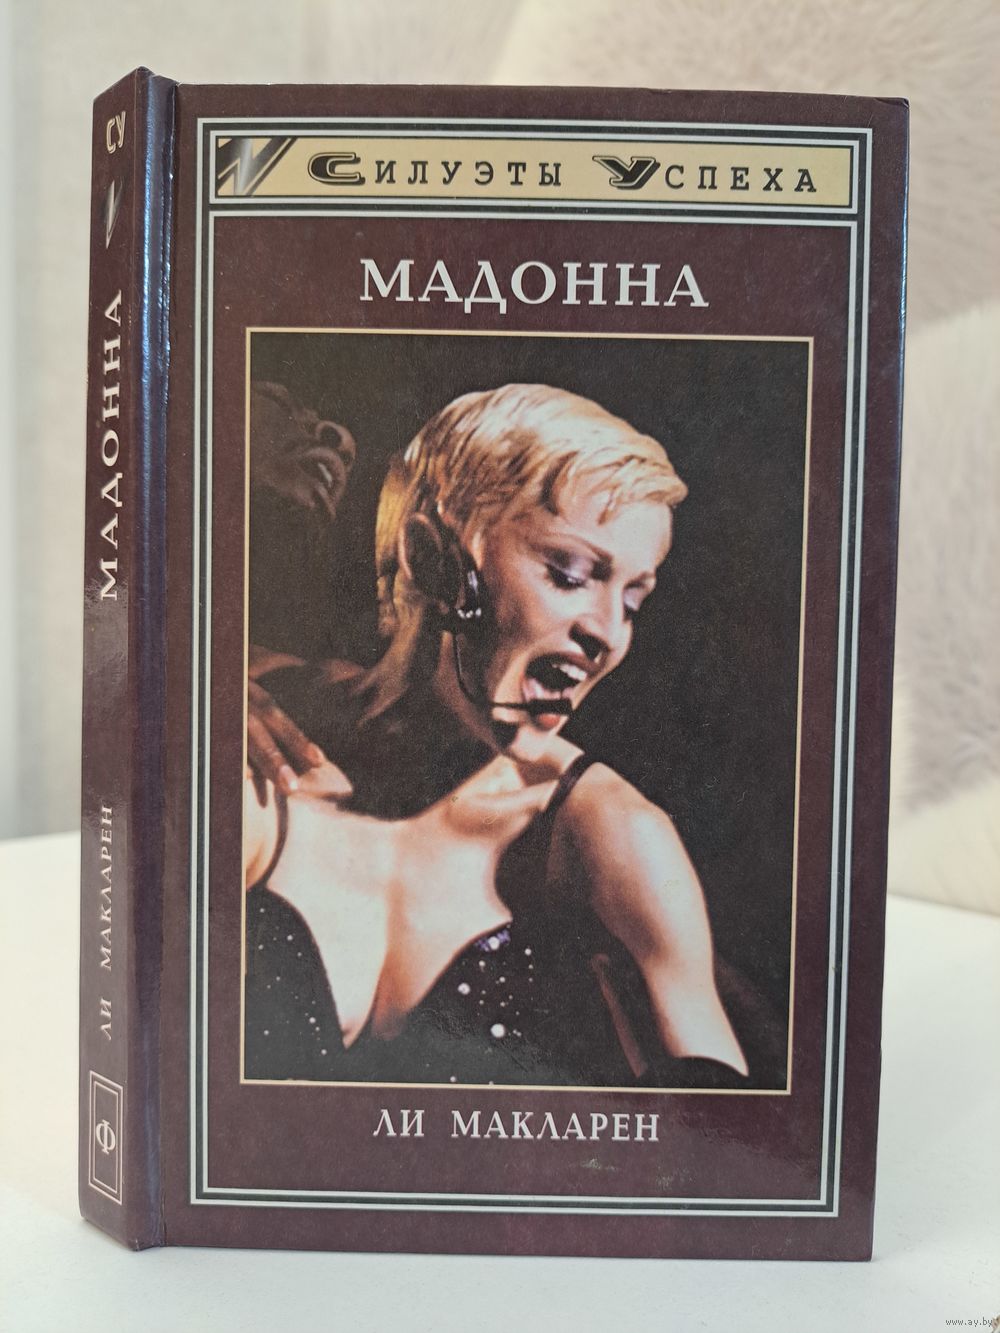 СИЛУЭТЫ УСПЕХА
МАДОННА
ЛИ МАКЛАРЕН
СУ
МАДОННА
ЛИ МАКЛАРЕН
Ф
www.ay.by